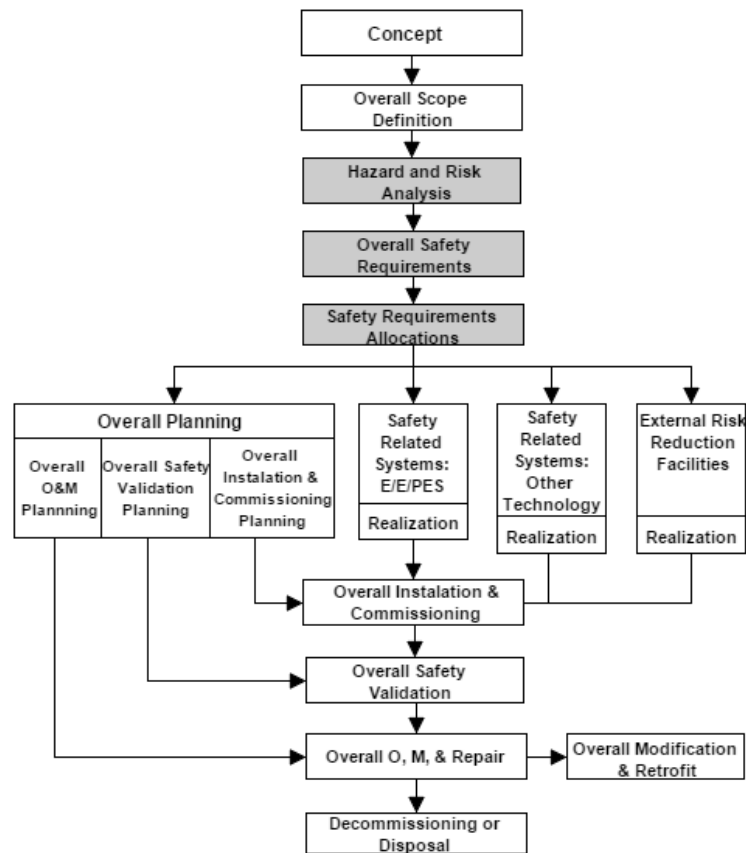 Concept
Overall Scope
Definition
Hazard and Risk
Analysis
Overall Safety
Requirements
Safety Requirements
Allocations
Overall Planning
Overall
O&M
Plannning
Overall Safety
Validation
Planning
Overall
Instalation &
Commissioning
Planning
Safety
Related
Systems:
E/E/PES
Realization
Safety
Related
Systems:
Other
Technology
Realization
External Risk
Reduction
Facilities
Realization
Overall Instalation &
Commissioning
Overall Safety
Validation
Overall O, M, & Repair
Overall Modification
& Retrofit
Decommissioning or
Disposal